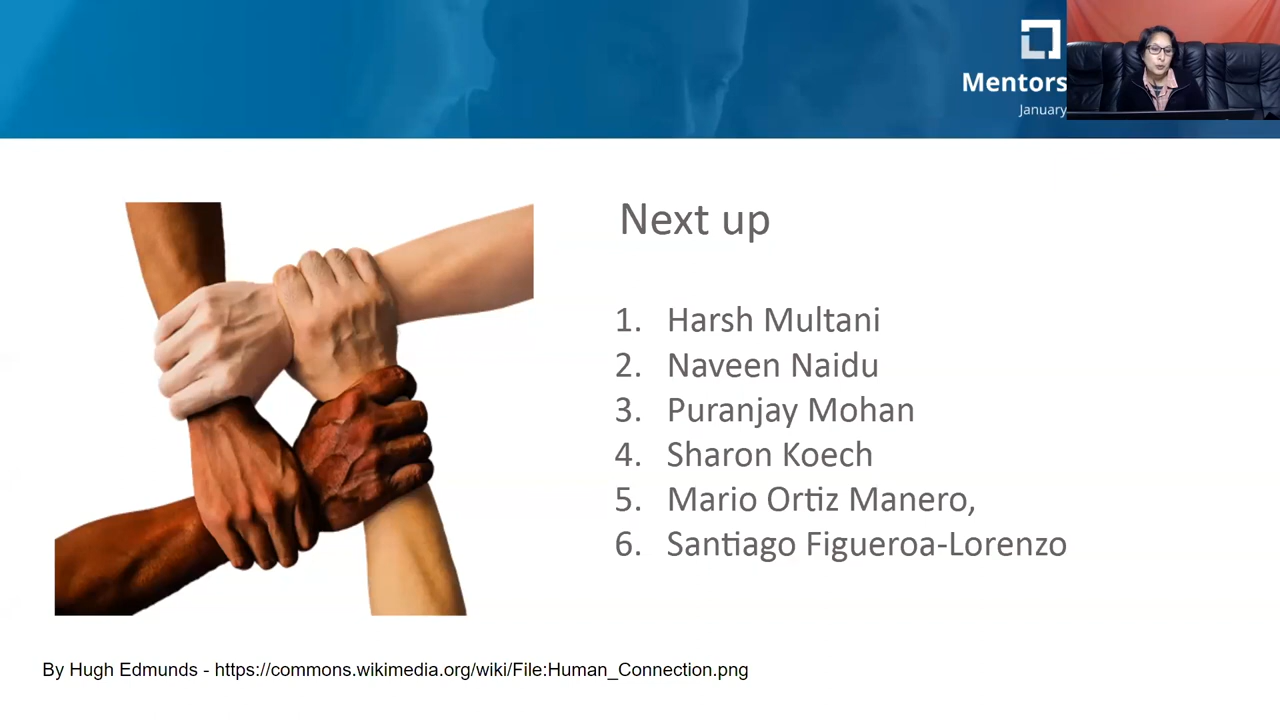 Mentors
January
Next up
1. Harsh Multani
2. Naveen Naidu
3. Puranjay Mohan
4. Sharon Koech
5. Mario Ortiz Manero,
6. Santiago Figueroa-Lorenzo
By Hugh Edmunds - https://commons.wikimedia.org/wiki/File:Human_Connection.png